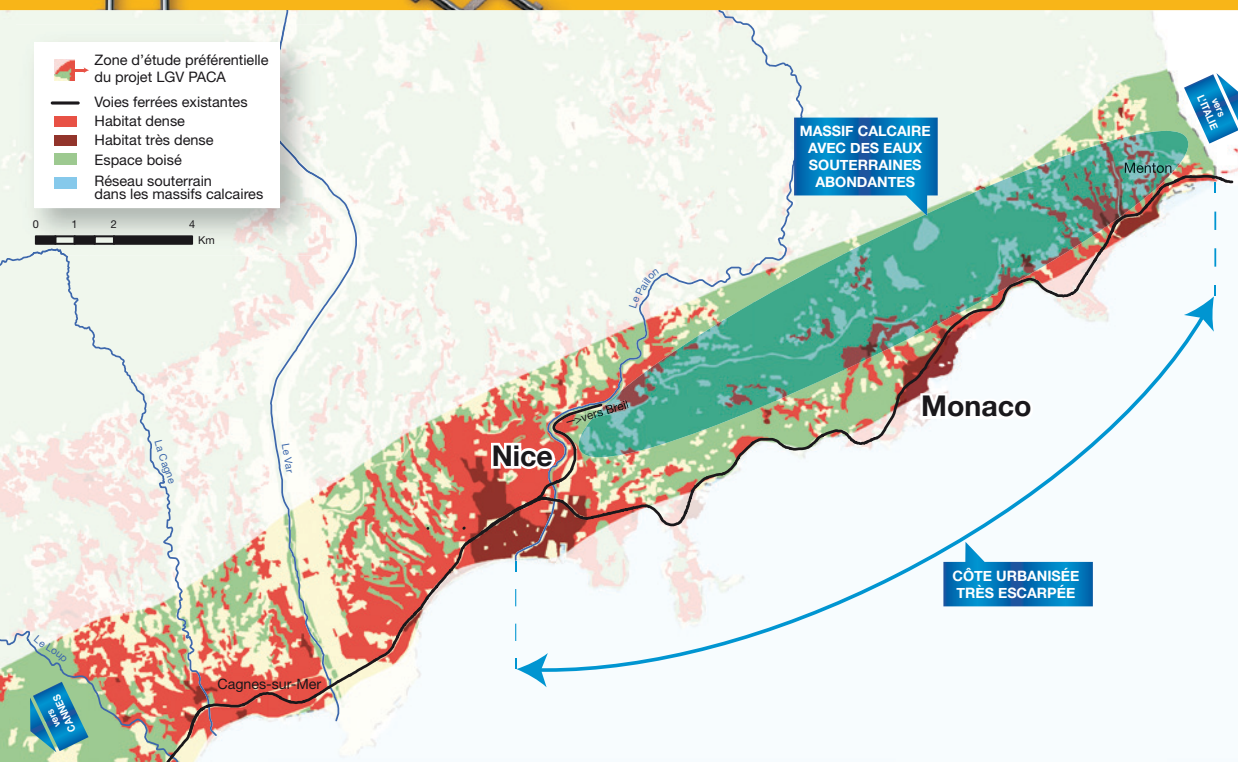 Zone d'étude préférentielle
du projet LGV PACA
Voies ferrées existantes
Habitat dense
Habitat très dense
Espace boisé
Réseau souterrain
dans les massifs calcaires
0 1 2 4
Km
vers
L'ITALIE
MASSIF CALCAIRE
AVEC DES EAUX
SOUTERRAINES
ABONDANTES
Menton
Le Paillon
-->vers Breil
Monaco
Nice
La Cagne
Le Var
CÔTE URBANISÉE
TRÈS ESCARPÉE
Le Loup
Cagnes-sur-Mer
vers
CANNES